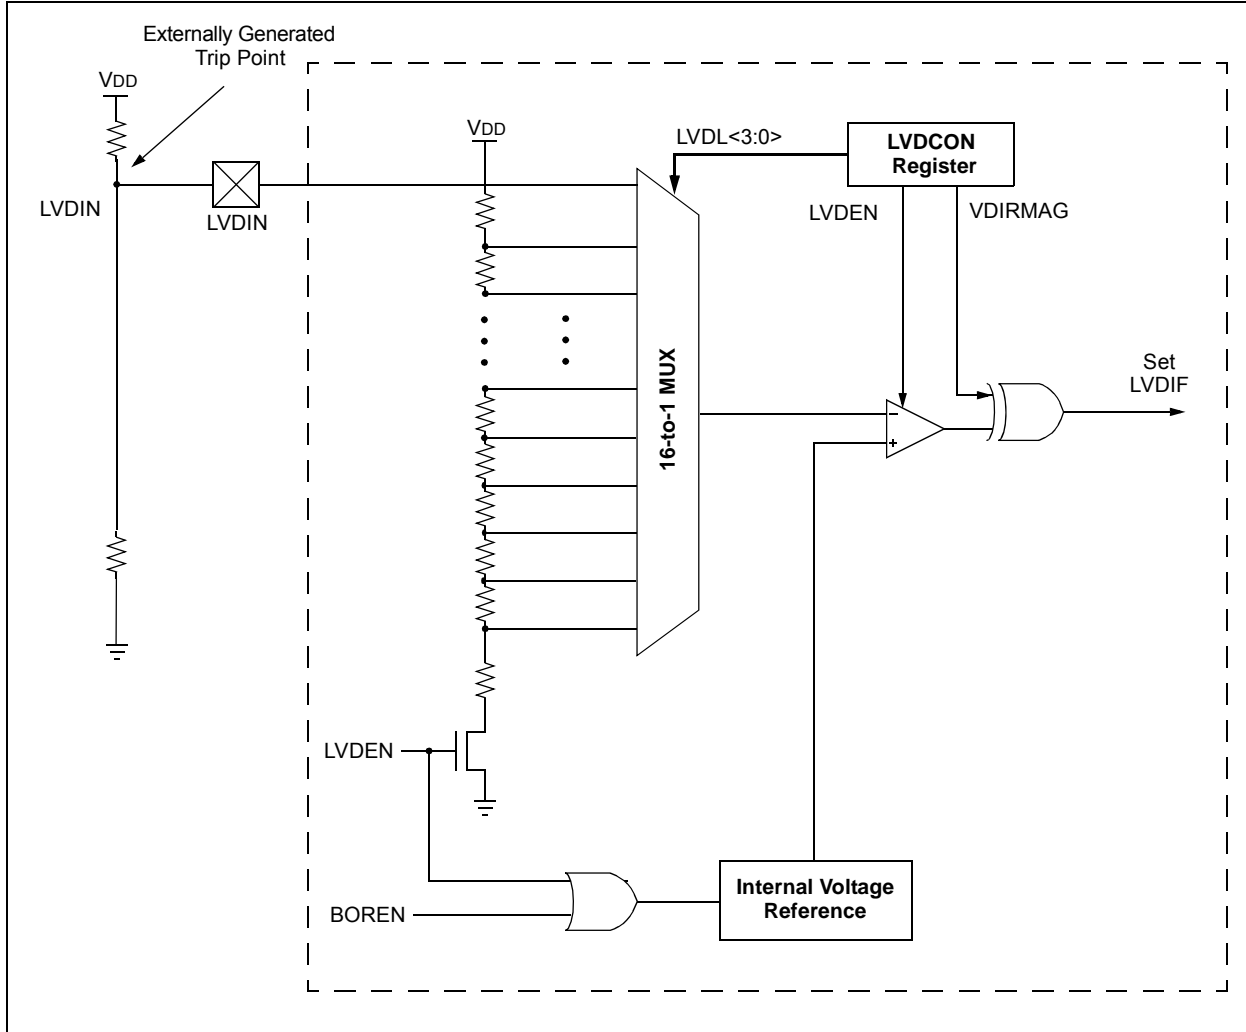 Externally Generated
Trip Point
VDD
VDD
LVDL<3:0>
LVDCON
Register
LVDIN
LVDIN
LVDEN
VDIRMAG
16-to-1 MUX
Set
LVDIF
–
+
LVDEN
BOREN
Internal Voltage
Reference